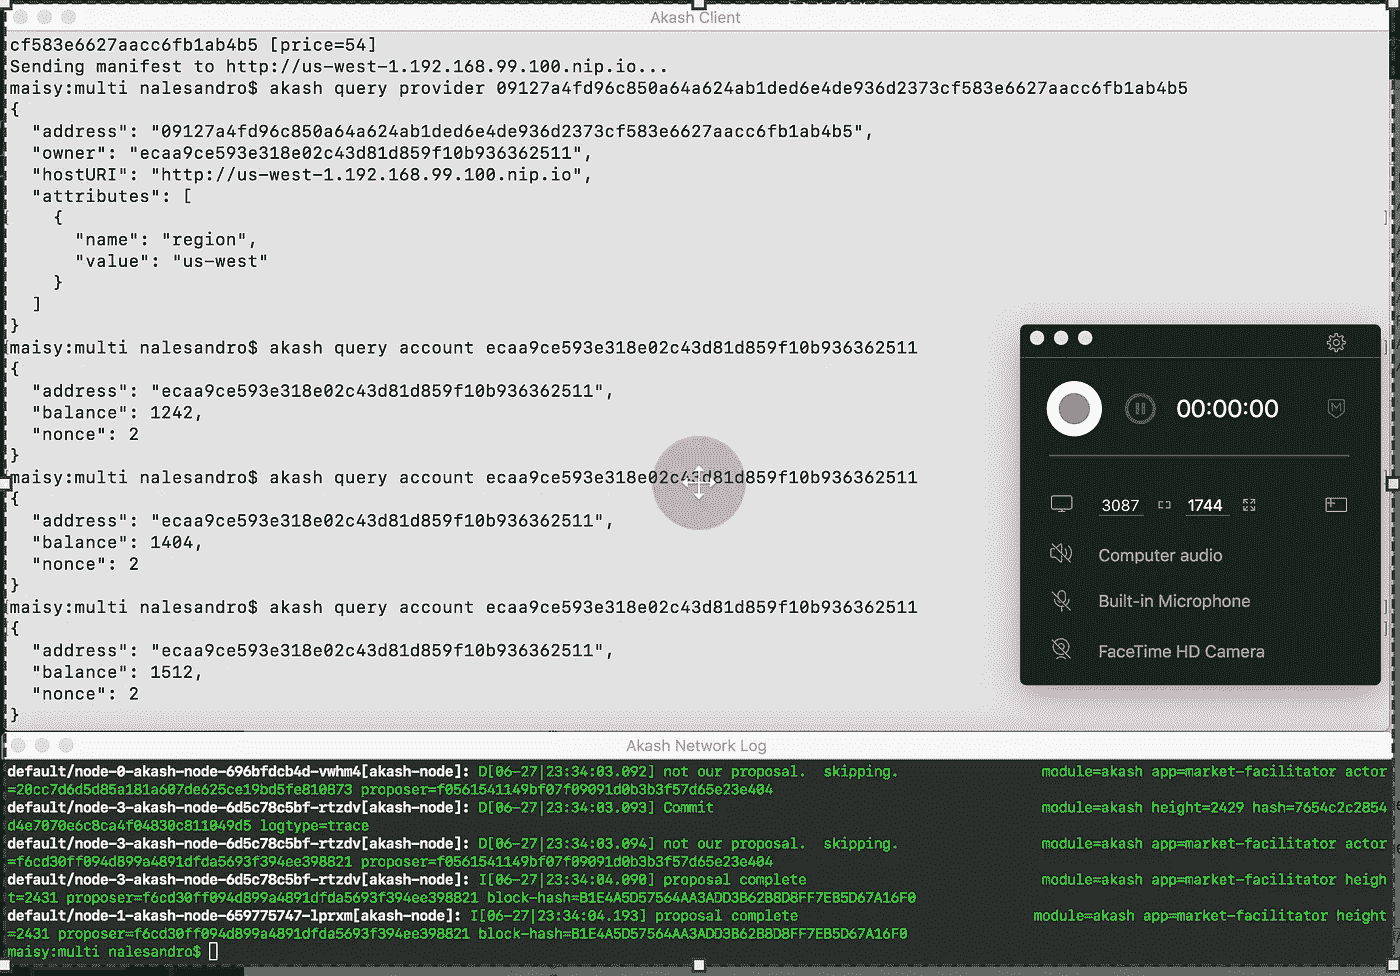 Akash Client
cf583e6627aacc6fb1ab4b5 [price=54]
Sending manifest to http://us-west-1.192.168.99.100.nip.io...
maisy:multi nalesandro$ akash query provider 09127a4fd96c850a64a624ab1ded6e4de936d2373cf583e6627aacc6fb1ab4b5
{
"address": "09127a4fd96c850a64a624ab1ded6e4de936d2373cf583e6627aacc6fb1ab4b5",
"owner": "ecaa9ce593e318e02c43d81d859f10b936362511",
"hostURI": "http://us-west-1.192.168.99.100.nip.io",
"attributes": [
{
"name": "region",
"value": "us-west"
}
]
}
maisy:multi nalesandro$ akash query account ecaa9ce593e318e02c43d81d859f10b936362511
{
"address": "ecaa9ce593e318e02c43d81d859f10b936362511",
"balance": 1242,
"nonce": 2
}
maisy:multi nalesandro$ akash query account ecaa9ce593e318e02c43d81d859f10b936362511
{
"address": "ecaa9ce593e318e02c43d81d859f10b936362511",
"balance": 1404,
"nonce": 2
}
maisy:multi nalesandro$ akash query account ecaa9ce593e318e02c43d81d859f10b936362511
{
"address": "ecaa9ce593e318e02c43d81d859f10b936362511",
"balance": 1512,
"nonce": 2
}
00:00:00
3087 1744
Computer audio
Built-in Microphone
FaceTime HD Camera
Akash Network Log
default/node-0-akash-node-696bfdcb4d-vwhm4[akash-node]: D[06-27|23:34:03.092] not our proposal.  skipping. module=akash app=market-facilitator actor
=20cc7d6d5d85a181a607de625ce19bd5fe810873 proposer=f0561541149bf07f09091d0b3b3f57d65e23e404
default/node-3-akash-node-6d5c78c5bf-rtzdv[akash-node]: D[06-27|23:34:03.093] Commit module=akash height=2429 hash=7654c2c2854
d4e7070e6c8ca4f04830c811049d5 logtype=trace
default/node-3-akash-node-6d5c78c5bf-rtzdv[akash-node]: D[06-27|23:34:03.094] not our proposal.  skipping. module=akash app=market-facilitator actor
=f6cd30ff094d899a4891dfda5693f394ee398821 proposer=f0561541149bf07f09091d0b3b3f57d65e23e404
default/node-3-akash-node-6d5c78c5bf-rtzdv[akash-node]: I[06-27|23:34:04.090] proposal complete module=akash app=market-facilitator heigh
t=2431 proposer=f6cd30ff094d899a4891dfda5693f394ee398821 block-hash=B1E4A5D57564AA3ADD3B62B8D8FF7EB5D67A16F0
default/node-1-akash-node-659775747-lprxm[akash-node]: I[06-27|23:34:04.193] proposal complete module=akash app=market-facilitator height
=2431 proposer=f6cd30ff094d899a4891dfda5693f394ee398821 block-hash=B1E4A5D57564AA3ADD3B62B8D8FF7EB5D67A16F0
maisy:multi nalesandro$